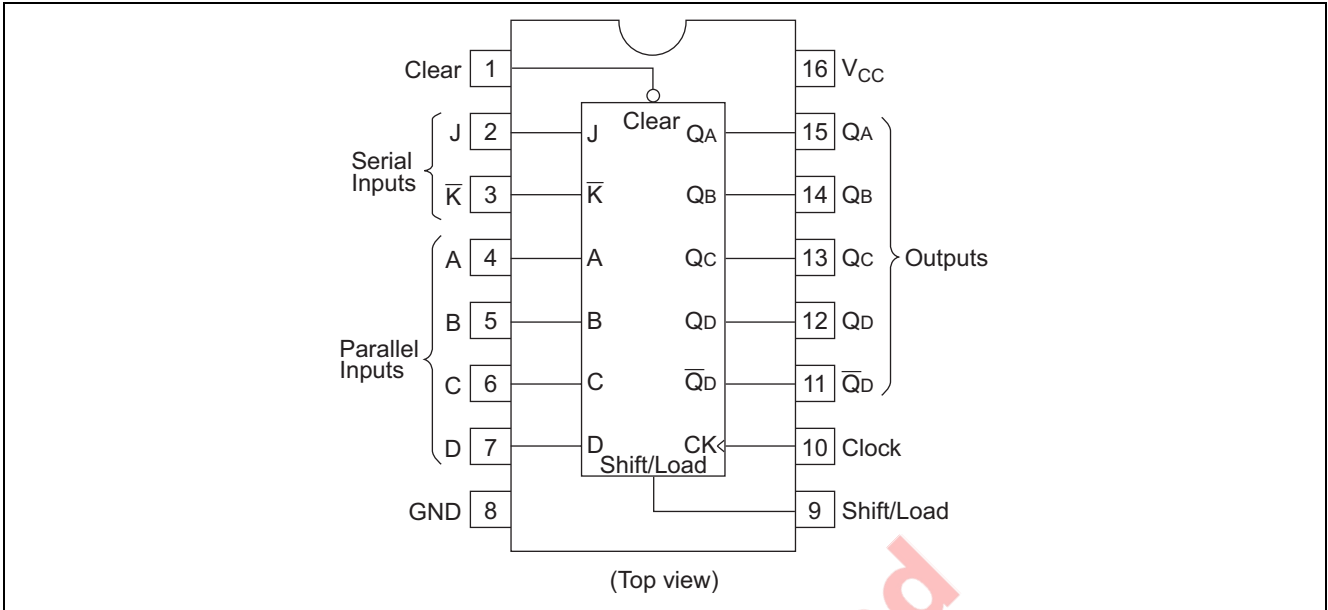 Clear 1
16 VCC
Clear
J 2
J
QA
15 QA
Serial
Inputs
K̅ 3
K̅
QB
14 QB
A 4
A
QC
13 QC
Outputs
B 5
B
QD
12 QD
Parallel
Inputs
C 6
C
Q̅D
11 Q̅D
D 7
D
CK
10 Clock
Shift/Load
GND 8
9 Shift/Load
(Top view)